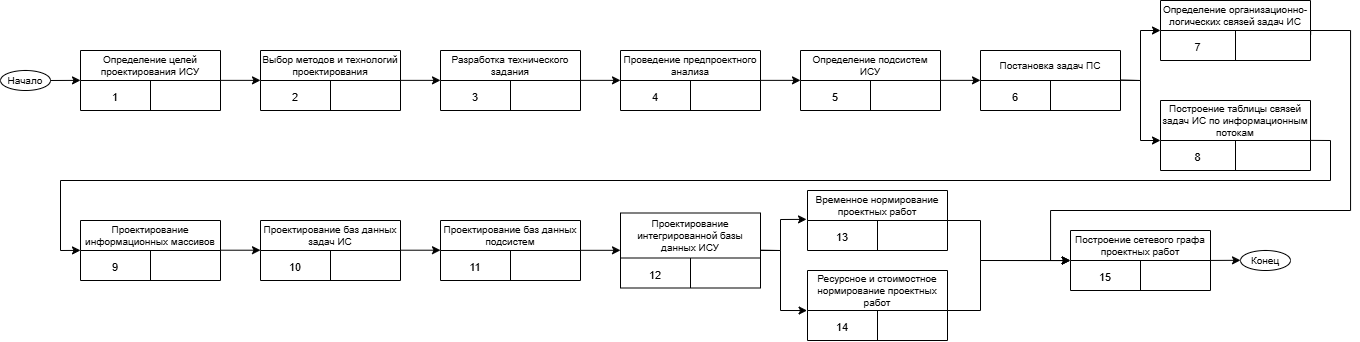 Начало
Определение целей
проектирования ИСУ
1
Выбор методов и технологий
проектирования
2
Разработка технического
задания
3
Проведение предпроектного
анализа
4
Определение подсистем
ИСУ
5
Постановка задач ПС
6
Определение организационно-
логических связей задач ИС
7
Построение таблицы связей
задач ИС по информационным
потокам
8
Проектирование
информационных массивов
9
Проектирование баз данных
задач ИС
10
Проектирование баз данных
подсистем
11
Проектирование
интегрированной базы
данных ИСУ
12
Временное нормирование
проектных работ
13
Ресурсное и стоимостное
нормирование проектных
работ
14
Построение сетевого графа
проектных работ
15
Конец